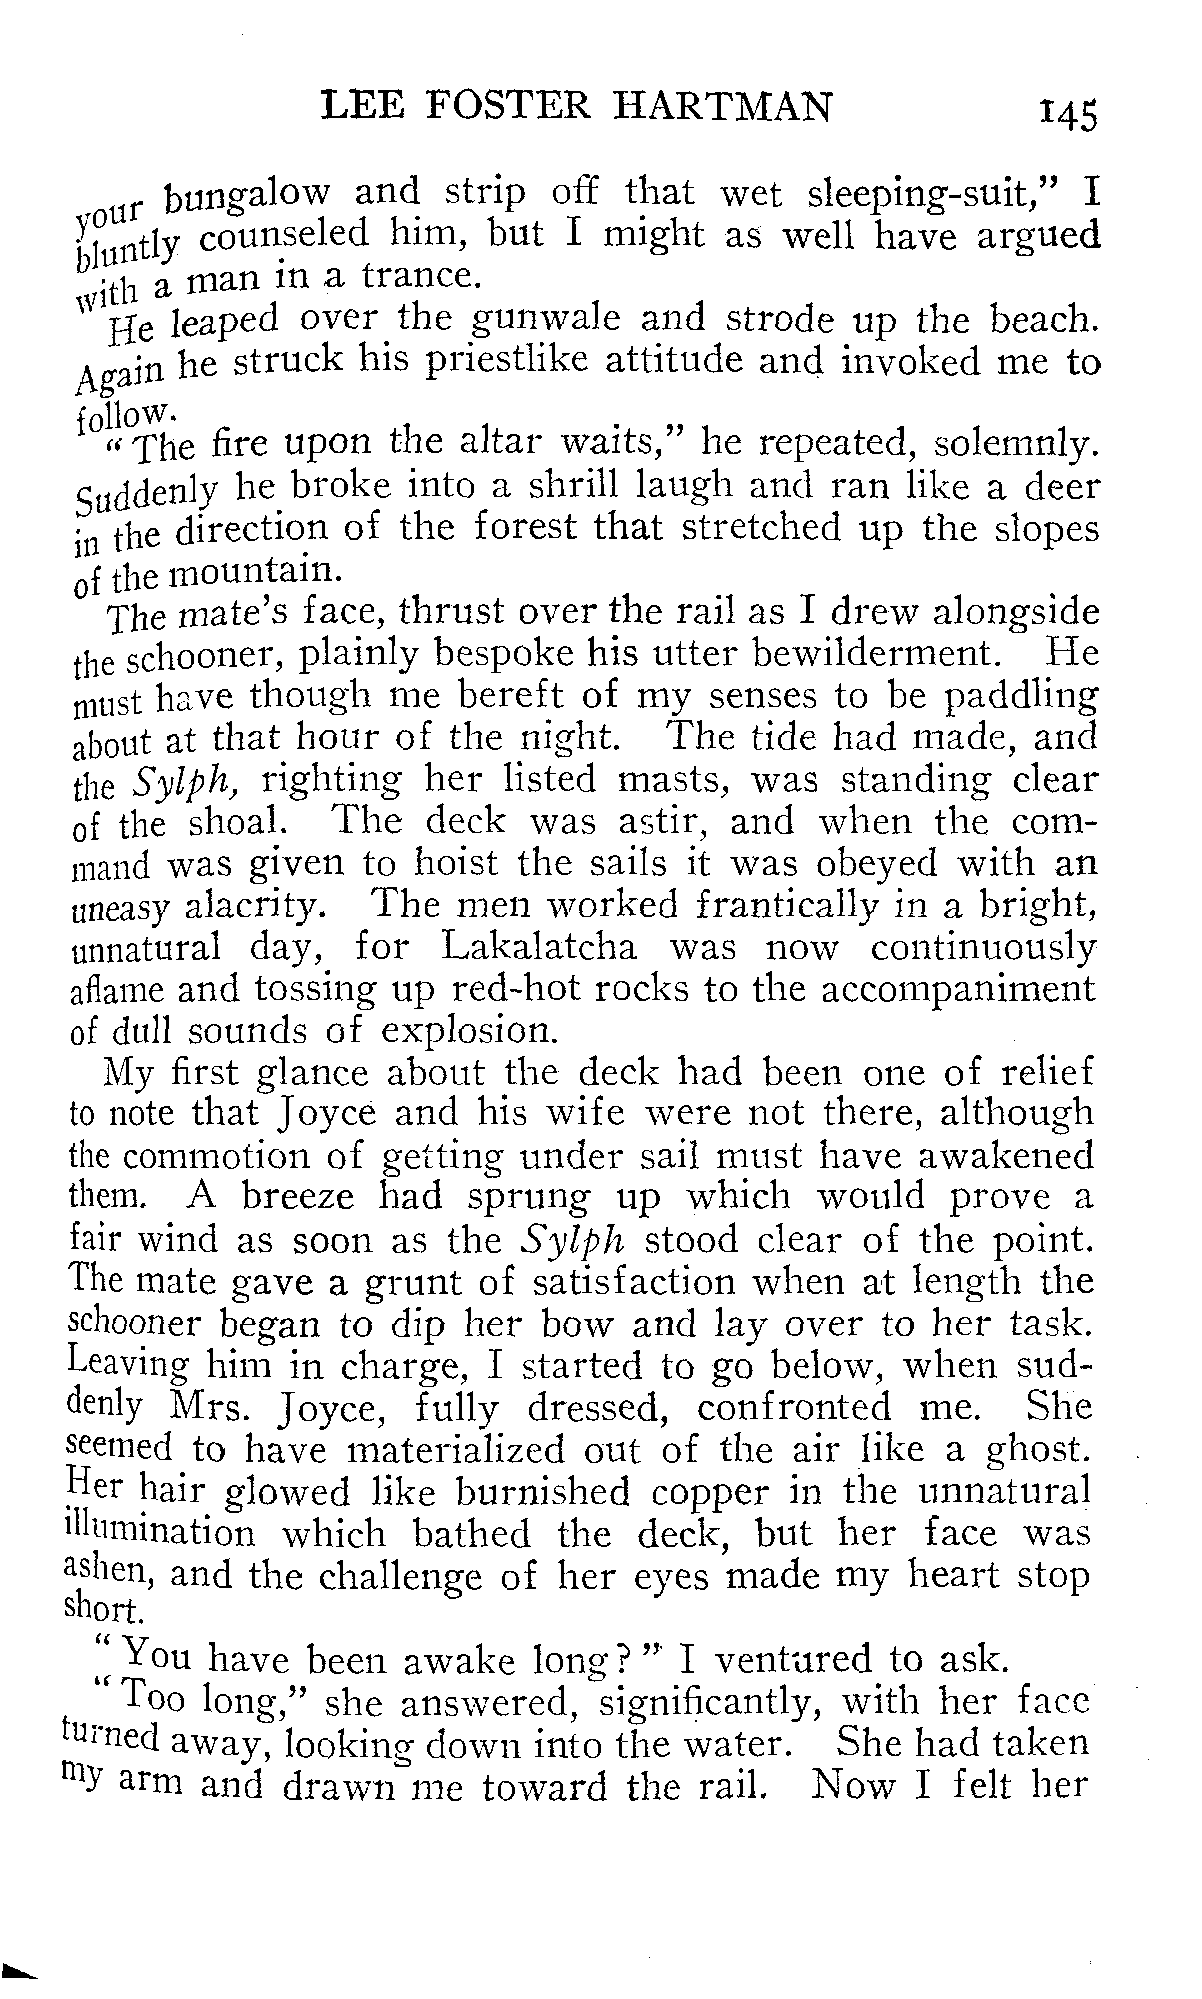 LEE FOSTER HARTMAN 145
your bungalow and strip off that wet sleeping-suit,” I
bluntly counseled him, but I might as well have argued
with a man in a trance.
He leaped over the gunwale and strode up the beach.
Again he struck his priestlike attitude and invoked me to
follow.
“The fire upon the altar waits,” he repeated, solemnly.
Suddenly he broke into a shrill laugh and ran like a deer
in the direction of the forest that stretched up the slopes
of the mountain.
The mate’s face, thrust over the rail as I drew alongside
the schooner, plainly bespoke his utter bewilderment. He
must have though me bereft of my senses to be paddling
about at that hour of the night. The tide had made, and
the Sylph, righting her listed masts, was standing clear
of the shoal. The deck was astir, and when the com-
mand was given to hoist the sails it was obeyed with an
uneasy alacrity. The men worked frantically in a bright,
unnatural day, for Lakalatcha was now continuously
aflame and tossing up red-hot rocks to the accompaniment
of dull sounds of explosion.
My first glance about the deck had been one of relief
to note that Joyce and his wife were not there, although
the commotion of getting under sail must have awakened
them. A breeze had sprung up which would prove a
fair wind as soon as the Sylph stood clear of the point.
The mate gave a grunt of satisfaction when at length the
schooner began to dip her bow and lay over to her task.
Leaving him in charge, I started to go below, when sud-
denly Mrs. Joyce, fully dressed, confronted me. She
seemed to have materialized out of the air like a ghost.
Her hair glowed like burnished copper in the unnatural
illumination which bathed the deck, but her face was
ashen, and the challenge of her eyes made my heart stop
short.
“You have been awake long?” I ventured to ask.
“Too long,” she answered, significantly, with her face
turned away, looking down into the water. She had taken
my arm and drawn me toward the rail. Now I felt her